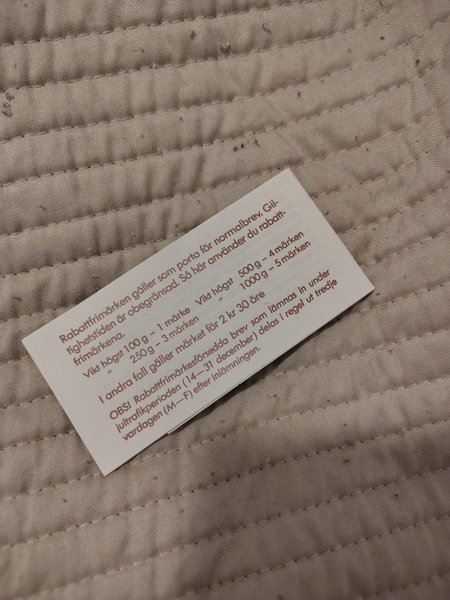 Rabattfrimärken gäller som porto för normalbrev. Gil-
tighetstiden är obegränsad. Så här använder du rabatt-
frimärkena.
Vikt högst 100 g – 1 märke Vikt högst 500 g – 4 märken
250 g – 3 märken " 1000 g – 5 märken
I andra fall gäller märket för 2 kr 30 öre
OBS! Rabattfrimärkesförsedda brev som lämnas in under
jultrafikperioden (14–31 december) delas i regel ut tredje
vardagen (M–F) efter inlämningen.